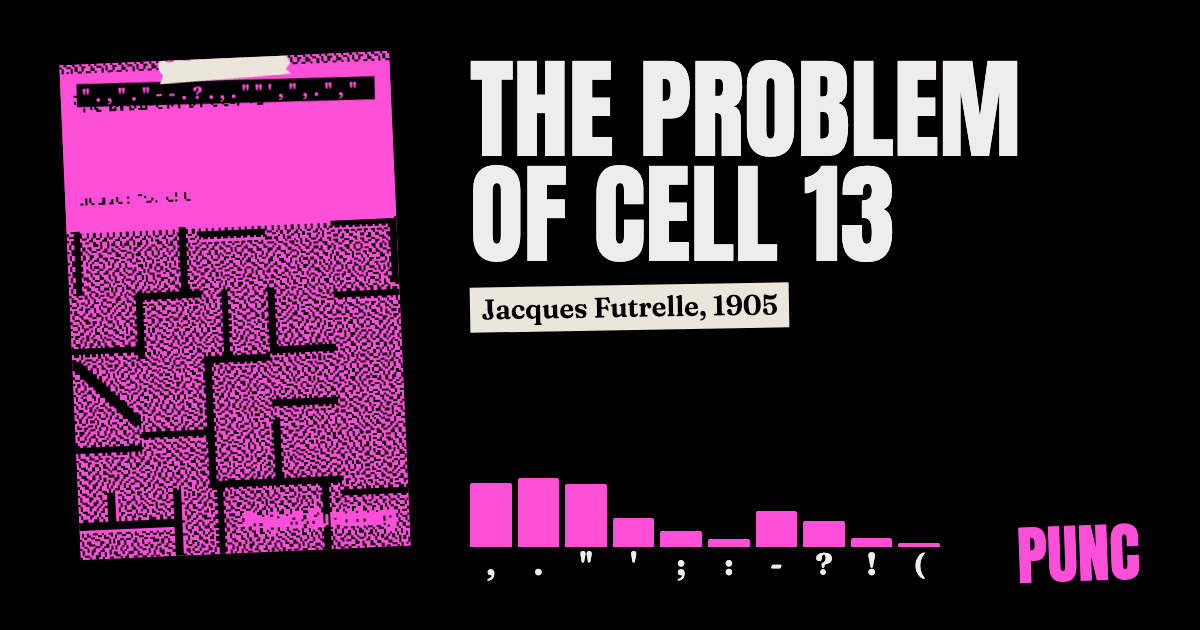 " . , " . " - - . ? . , . " " ' , " , . " , "
THE PROBLEM
OF CELL 13
Jacques Futrelle, 1905
, . " ' ; : - ? ! (
PUNC